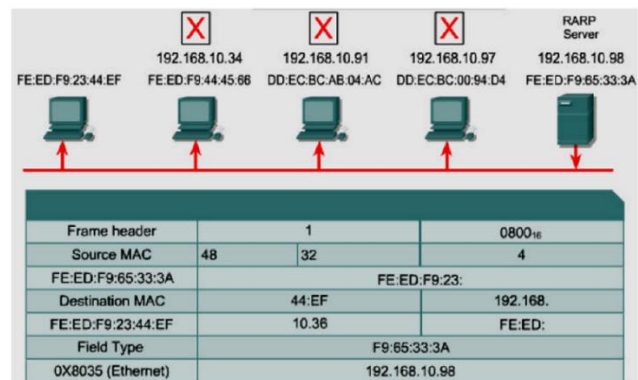 RARP
Server
192.168.10.34 192.168.10.91 192.168.10.97 192.168.10.98
FE:ED:F9:23:44:EF FE:ED:F9:44:45:66 DD:EC:BC:AB:04:AC DD:EC:BC:00:94:D4 FE:ED:F9:65:33:3A
Frame header 1 0800₁₆
Source MAC 48 32 4
FE:ED:F9:65:33:3A FE:ED:F9:23:
Destination MAC 44:EF 192.168.
FE:ED:F9:23:44:EF 10.36 FE:ED:
Field Type F9:65:33:3A
0X8035 (Ethernet) 192.168.10.98